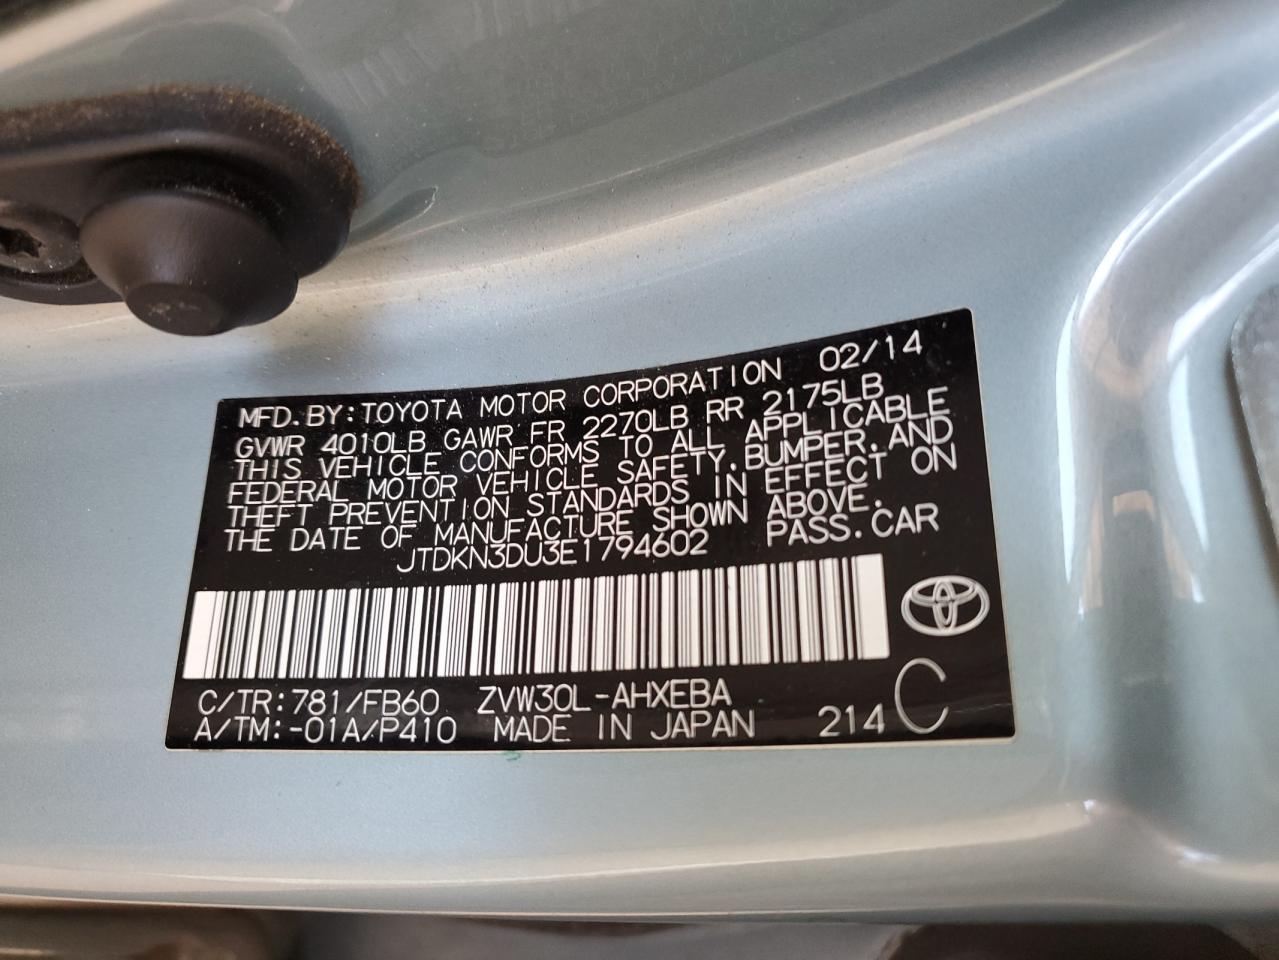 MFD. BY: TOYOTA MOTOR CORPORATION 02/14
GVWR 4010LB GAWR FR 2270LB RR 2175LB
THIS VEHICLE CONFORMS TO ALL APPLICABLE
FEDERAL MOTOR VEHICLE SAFETY, BUMPER, AND
THEFT PREVENTION STANDARDS IN EFFECT ON
THE DATE OF MANUFACTURE SHOWN ABOVE.
JTDKN3DU3E1794602 PASS. CAR
C/TR: 781/FB60 ZVW30L-AHXEBA
A/TM: -01A/P410 MADE IN JAPAN 214 C